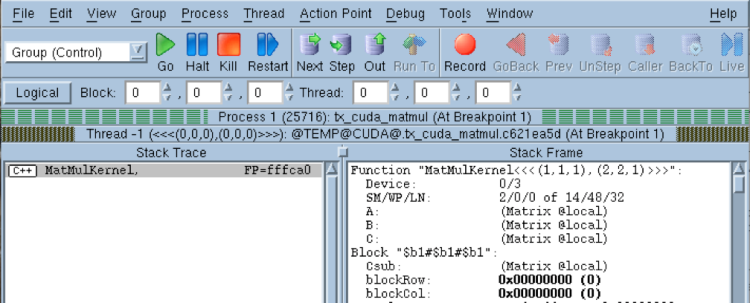 File Edit View Group Process Thread Action Point Debug Tools Window Help
Group (Control)
Go Halt Kill Restart Next Step Out Run To Record GoBack Prev UnStep Caller BackTo Live
Logical Block: 0 , 0 , 0 Thread: 0 , 0 , 0
Process 1 (25716): tx_cuda_matmul (At Breakpoint 1)
Thread -1 (<<<(0,0,0),(0,0,0)>>>): @TEMP@CUDA@.tx_cuda_matmul.c621ea5d (At Breakpoint 1)
Stack Trace
C++ MatMulKernel, FP=fffca0
Stack Frame
Function "MatMulKernel<<<(1,1,1),(2,2,1)>>>":
Device: 0/3
SM/WP/LN: 2/0/0 of 14/48/32
A: (Matrix @local)
B: (Matrix @local)
C: (Matrix @local)
Block "$b1#$b1#$b1":
Csub: (Matrix @local)
blockRow: 0x00000000 (0)
blockCol: 0x00000000 (0)